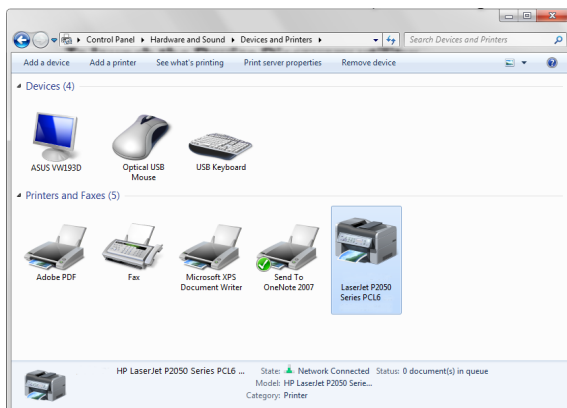 Control Panel Hardware and Sound Devices and Printers Search Devices and Printers
Add a device Add a printer See what's printing Print server properties Remove device
Devices (4)
ASUS VW193D Optical USB Mouse USB Keyboard
Printers and Faxes (5)
Adobe PDF Fax Microsoft XPS Document Writer Send To OneNote 2007 LaserJet P2050 Series PCL6
HP LaserJet P2050 Series PCL6 ... State: Network Connected Status: 0 document(s) in queue
Model: HP LaserJet P2050 Serie...
Category: Printer